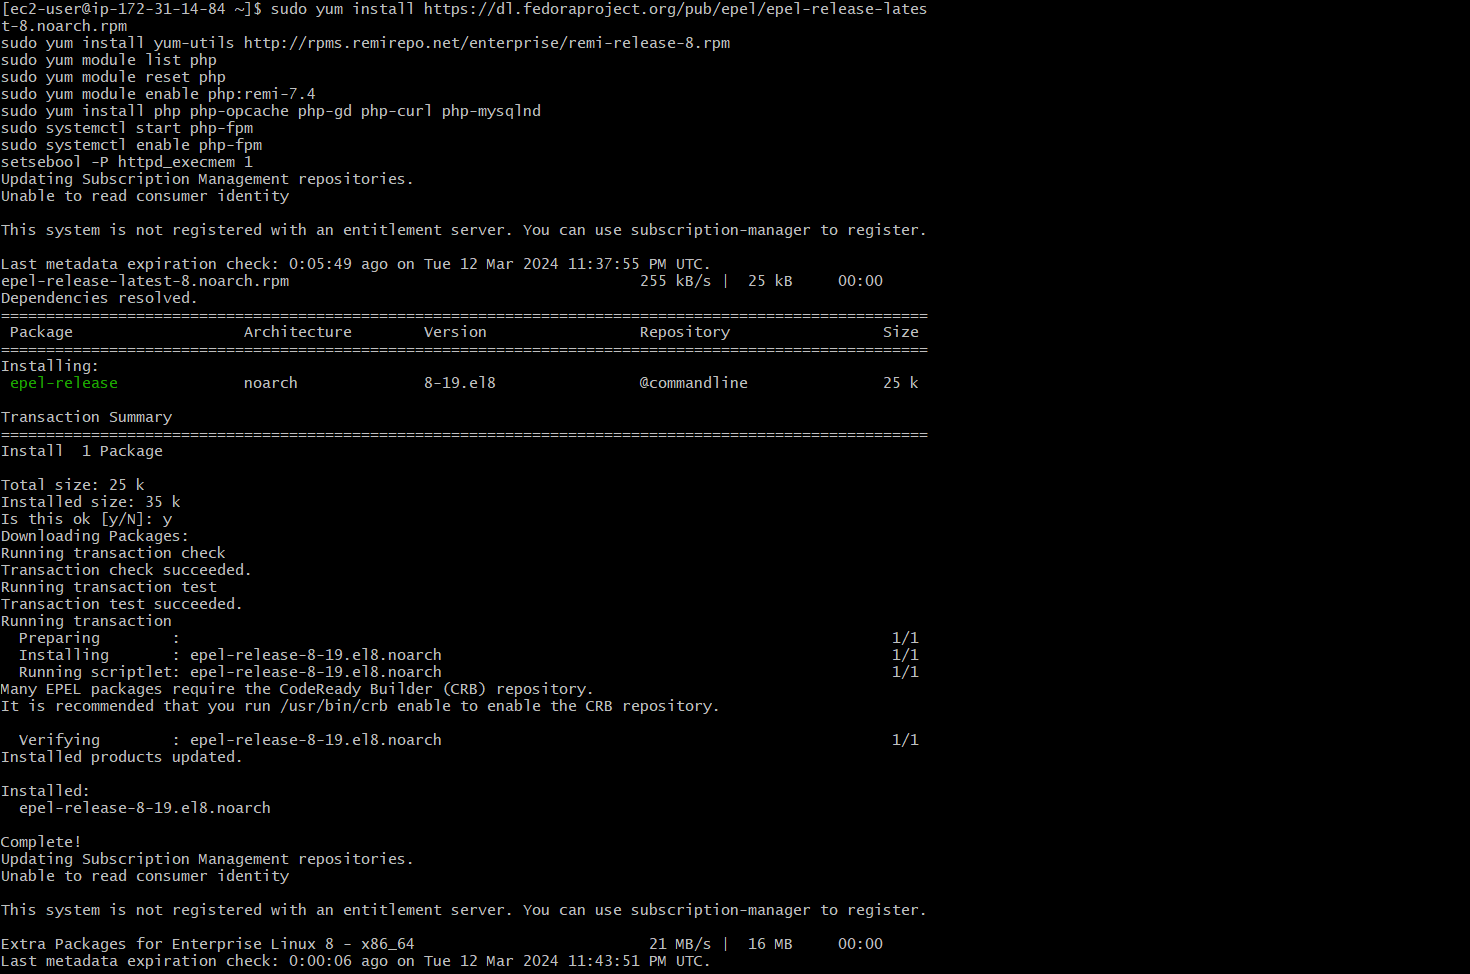 [ec2-user@ip-172-31-14-84 ~]$ sudo yum install https://dl.fedoraproject.org/pub/epel/epel-release-lates
t-8.noarch.rpm
sudo yum install yum-utils http://rpms.remirepo.net/enterprise/remi-release-8.rpm
sudo yum module list php
sudo yum module reset php
sudo yum module enable php:remi-7.4
sudo yum install php php-opcache php-gd php-curl php-mysqlnd
sudo systemctl start php-fpm
sudo systemctl enable php-fpm
setsebool -P httpd_execmem 1
Updating Subscription Management repositories.
Unable to read consumer identity

This system is not registered with an entitlement server. You can use subscription-manager to register.

Last metadata expiration check: 0:05:49 ago on Tue 12 Mar 2024 11:37:55 PM UTC.
epel-release-latest-8.noarch.rpm                                       255 kB/s |  25 kB     00:00
Dependencies resolved.
=======================================================================================================
 Package                   Architecture        Version                 Repository                 Size
=======================================================================================================
Installing:
 epel-release              noarch              8-19.el8                @commandline               25 k

Transaction Summary
=======================================================================================================
Install  1 Package

Total size: 25 k
Installed size: 35 k
Is this ok [y/N]: y
Downloading Packages:
Running transaction check
Transaction check succeeded.
Running transaction test
Transaction test succeeded.
Running transaction
  Preparing        :                                                                               1/1
  Installing       : epel-release-8-19.el8.noarch                                                  1/1
  Running scriptlet: epel-release-8-19.el8.noarch                                                  1/1
Many EPEL packages require the CodeReady Builder (CRB) repository.
It is recommended that you run /usr/bin/crb enable to enable the CRB repository.

  Verifying        : epel-release-8-19.el8.noarch                                                  1/1
Installed products updated.

Installed:
  epel-release-8-19.el8.noarch

Complete!
Updating Subscription Management repositories.
Unable to read consumer identity

This system is not registered with an entitlement server. You can use subscription-manager to register.

Extra Packages for Enterprise Linux 8 - x86_64                          21 MB/s |  16 MB     00:00
Last metadata expiration check: 0:00:06 ago on Tue 12 Mar 2024 11:43:51 PM UTC.